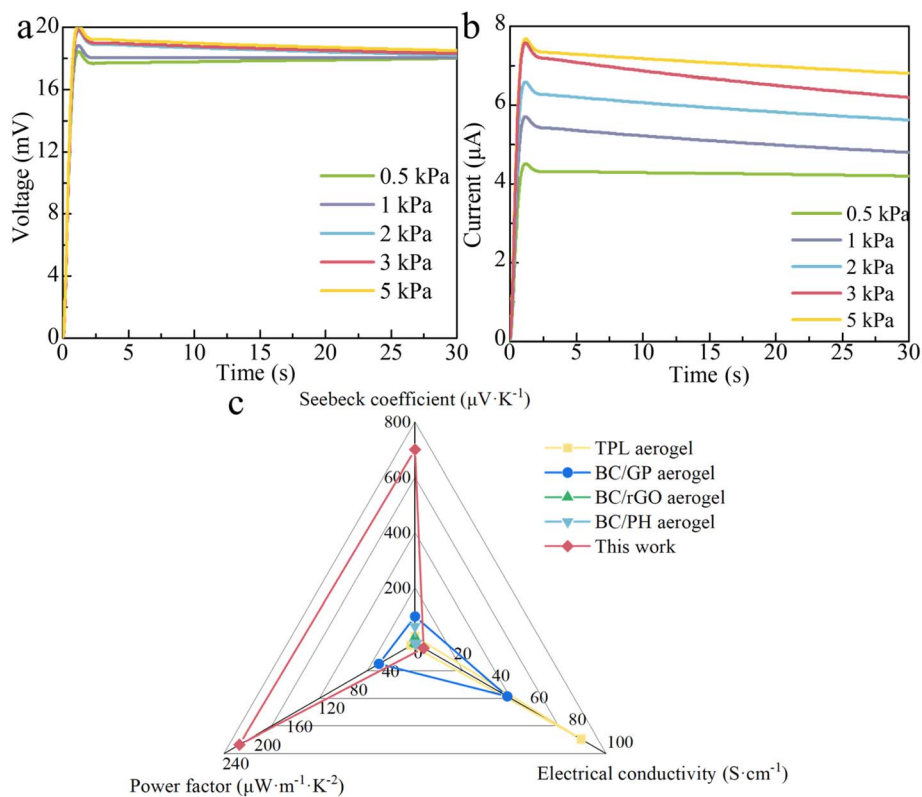 a
20
16
12
8
4
0
Voltage (mV)
0.5 kPa
1 kPa
2 kPa
3 kPa
5 kPa
0 5 10 15 20 25 30
Time (s)
b
8
6
4
2
0
Current (μA)
0.5 kPa
1 kPa
2 kPa
3 kPa
5 kPa
0 5 10 15 20 25 30
Time (s)
c
Seebeck coefficient (μV·K⁻¹)
800
600
400
200
0
20
40
60
80
100
40
80
120
160
200
240
TPL aerogel
BC/GP aerogel
BC/rGO aerogel
BC/PH aerogel
This work
Power factor (μW·m⁻¹·K⁻²)
Electrical conductivity (S·cm⁻¹)